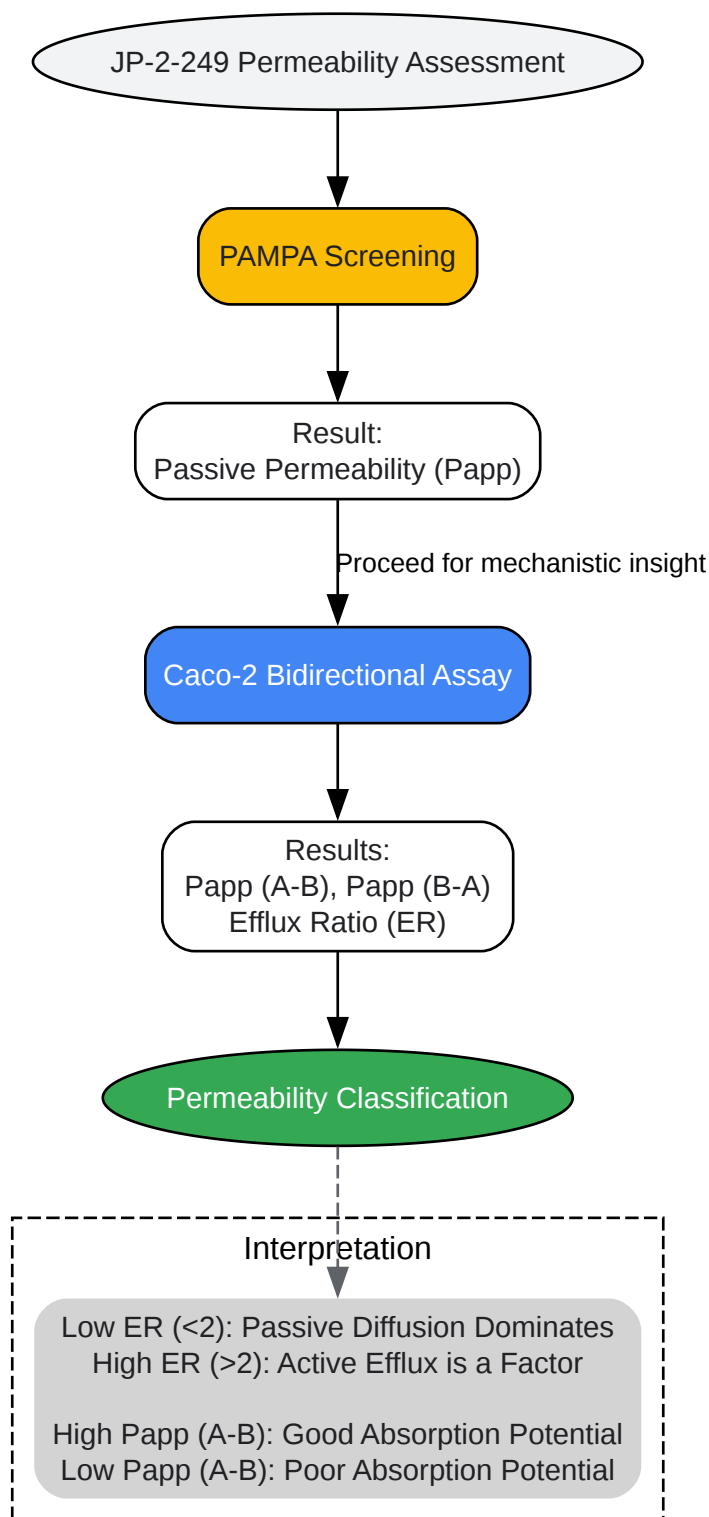 JP-2-249 Permeability Assessment
PAMPA Screening
Result:
Passive Permeability (Papp)
Proceed for mechanistic insight
Caco-2 Bidirectional Assay
Results:
Papp (A-B), Papp (B-A)
Efflux Ratio (ER)
Permeability Classification
Interpretation
Low ER (<2): Passive Diffusion Dominates
High ER (>2): Active Efflux is a Factor
High Papp (A-B): Good Absorption Potential
Low Papp (A-B): Poor Absorption Potential